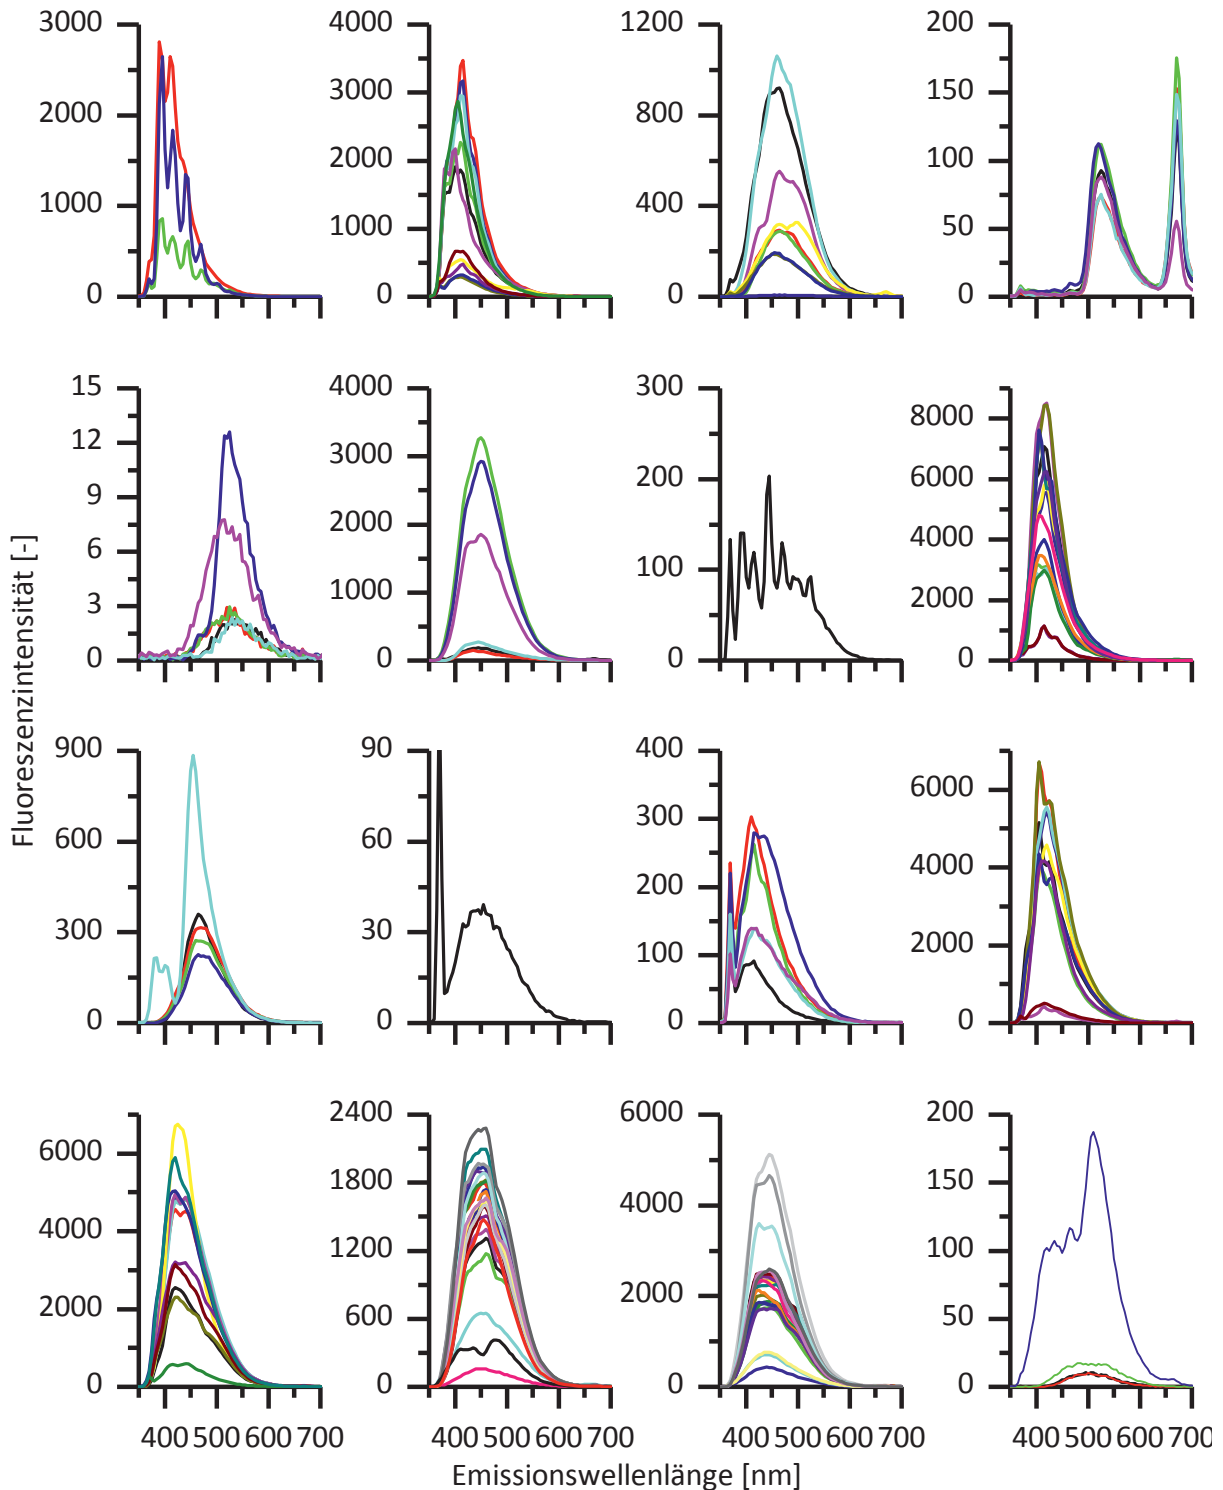 3000 4000 1200 200
2000 3000 800 150
1000 2000 400 100
0 1000 0 50
0 0
15 4000 300 8000
12 3000 200 6000
9 2000 100 4000
6 1000 0 2000
3 0 0
0
900 90 400 6000
600 60 300 4000
300 30 200 2000
0 0 100 0
0
6000 2400 6000 200
4000 1800 4000 150
2000 1200 2000 100
0 600 0 50
0 0
400 500 600 700 400 500 600 700 400 500 600 700 400 500 600 700
Fluoreszenzintensität [-]
Emissionswellenlänge [nm]